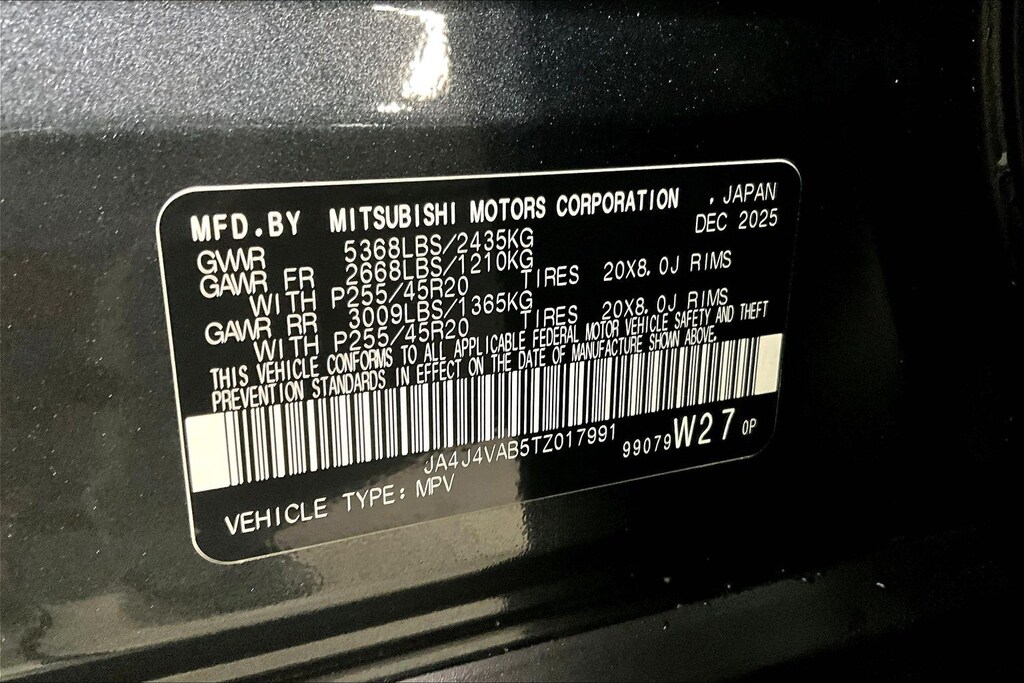 MFD.BY MITSUBISHI MOTORS CORPORATION . JAPAN
DEC 2025
GVWR 5368LBS/2435KG
GAWR FR 2668LBS/1210KG
WITH P255/45R20 TIRES 20X8.0J RIMS
GAWR RR 3009LBS/1365KG
WITH P255/45R20 TIRES 20X8.0J RIMS
THIS VEHICLE CONFORMS TO ALL APPLICABLE FEDERAL MOTOR VEHICLE SAFETY AND THEFT
PREVENTION STANDARDS IN EFFECT ON THE DATE OF MANUFACTURE SHOWN ABOVE.
JA4J4VAB5TZ017991
99079 W27 0P
VEHICLE TYPE: MPV